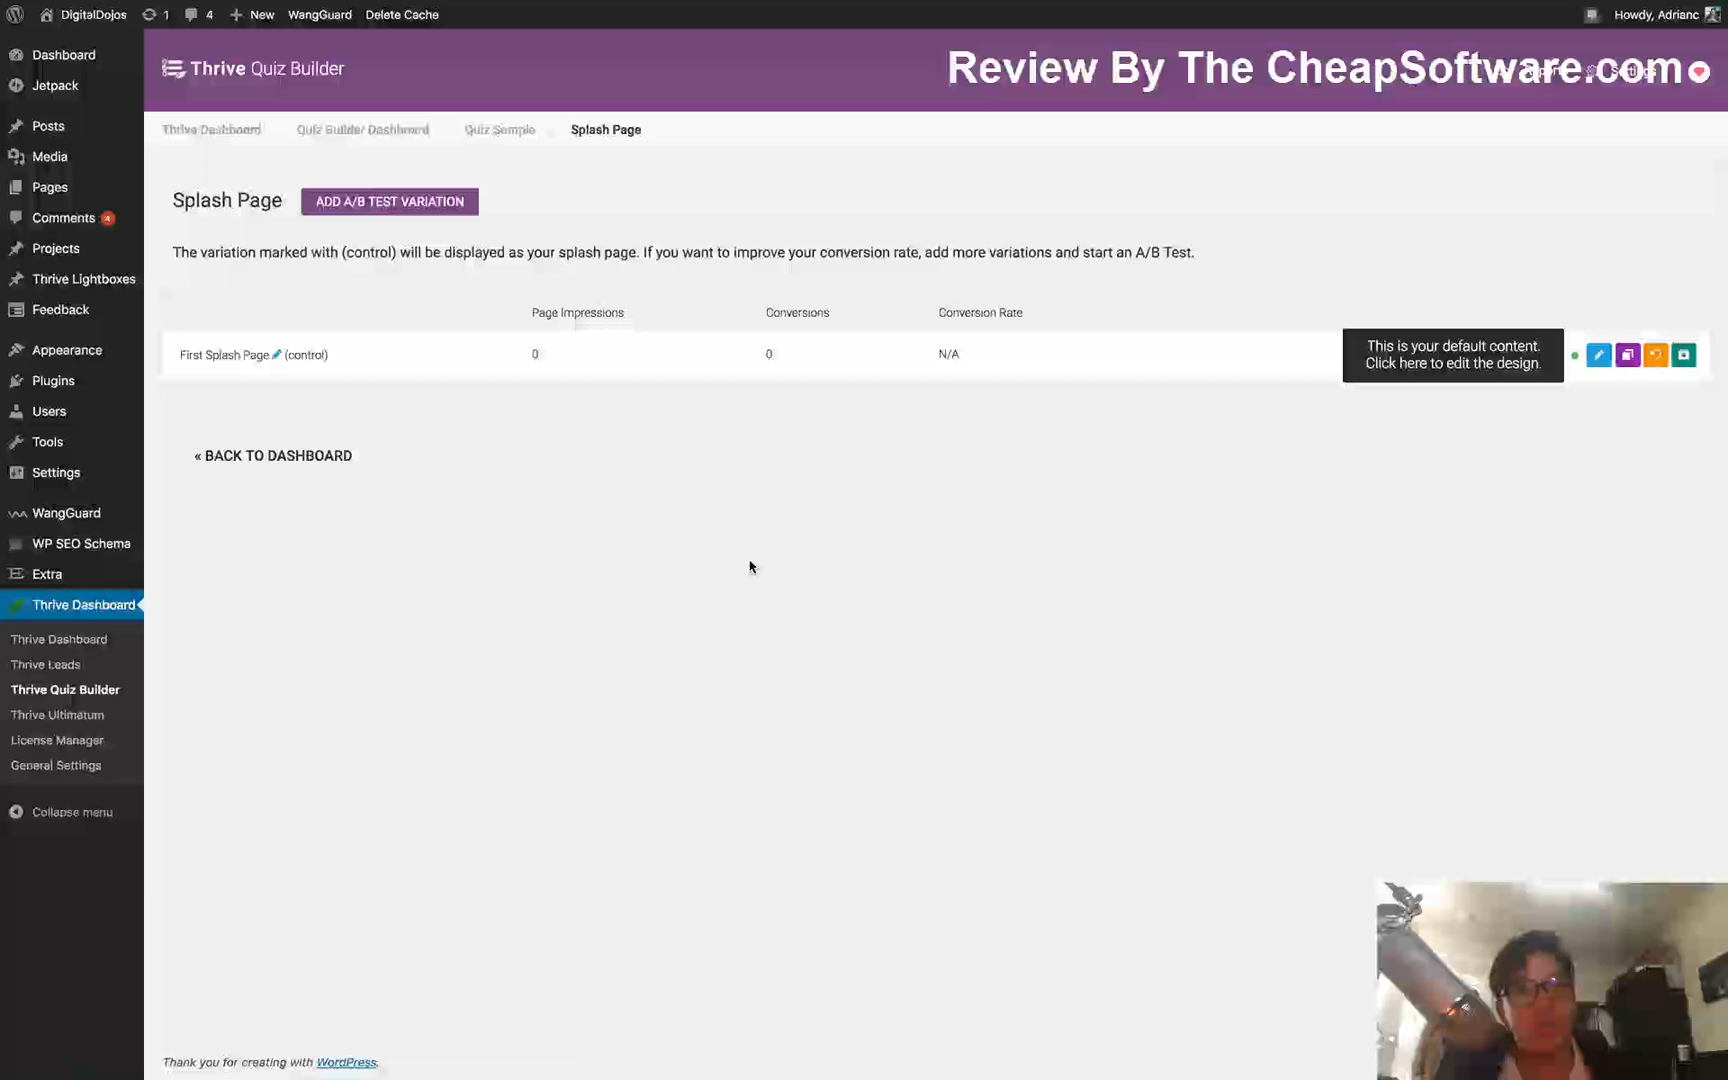 DigitalDojos 1 4 New WangGuard Delete Cache Howdy, Adrianc
Dashboard
Jetpack
Posts
Media
Pages
Comments 4
Projects
Thrive Lightboxes
Feedback
Appearance
Plugins
Users
Tools
Settings
WangGuard
WP SEO Schema
Extra
Thrive Dashboard
Thrive Dashboard
Thrive Leads
Thrive Quiz Builder
Thrive Ultimatum
License Manager
General Settings
Collapse menu
Thrive Quiz Builder
Review By The CheapSoftware.com
Thrive Dashboard Quiz Builder Dashboard Quiz Sample Splash Page
Splash Page ADD A/B TEST VARIATION
The variation marked with (control) will be displayed as your splash page. If you want to improve your conversion rate, add more variations and start an A/B Test.
Page Impressions Conversions Conversion Rate
First Splash Page (control) 0 0 N/A
This is your default content.
Click here to edit the design.
« BACK TO DASHBOARD
Thank you for creating with WordPress.